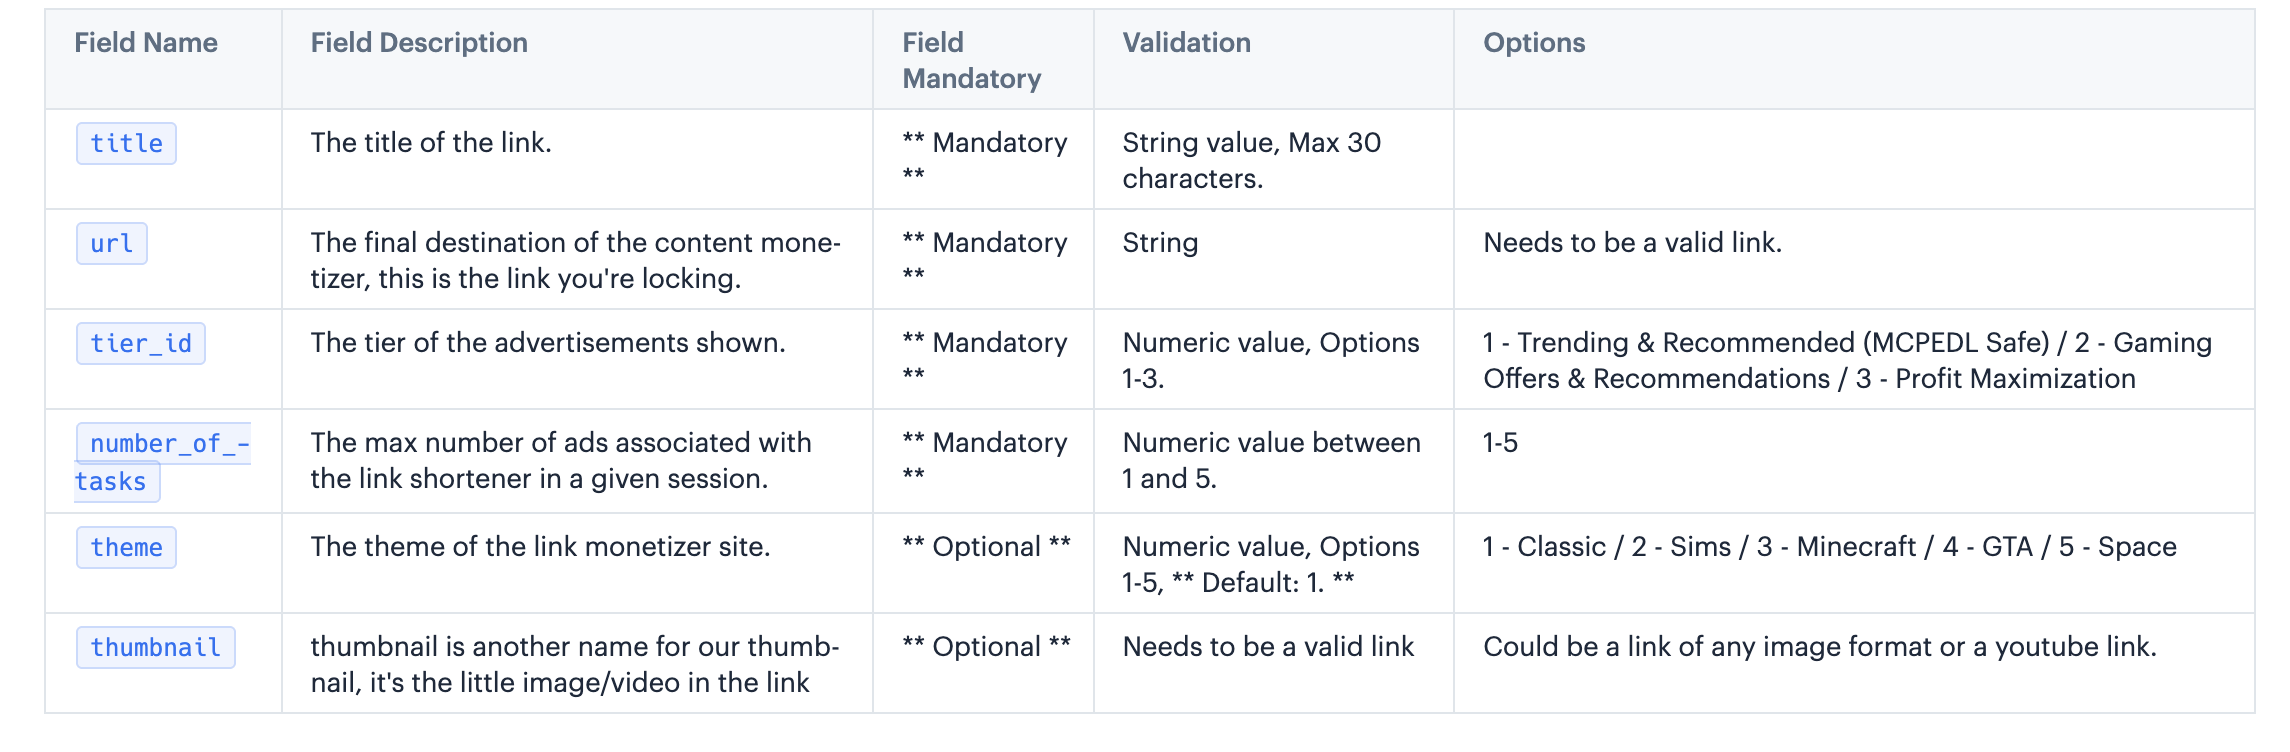 Field Name Field Description Field Validation Options
Mandatory
title The title of the link. ** Mandatory String value, Max 30
** characters.
url The final destination of the content mone- ** Mandatory String Needs to be a valid link.
tizer, this is the link you're locking. **
tier_id The tier of the advertisements shown. ** Mandatory Numeric value, Options 1 - Trending & Recommended (MCPEDL Safe) / 2 - Gaming
** 1-3. Offers & Recommendations / 3 - Profit Maximization
number_of_- The max number of ads associated with ** Mandatory Numeric value between 1-5
tasks the link shortener in a given session. ** 1 and 5.
theme The theme of the link monetizer site. ** Optional ** Numeric value, Options 1 - Classic / 2 - Sims / 3 - Minecraft / 4 - GTA / 5 - Space
1-5, ** Default: 1. **
thumbnail thumbnail is another name for our thumb- ** Optional ** Needs to be a valid link Could be a link of any image format or a youtube link.
nail, it's the little image/video in the link